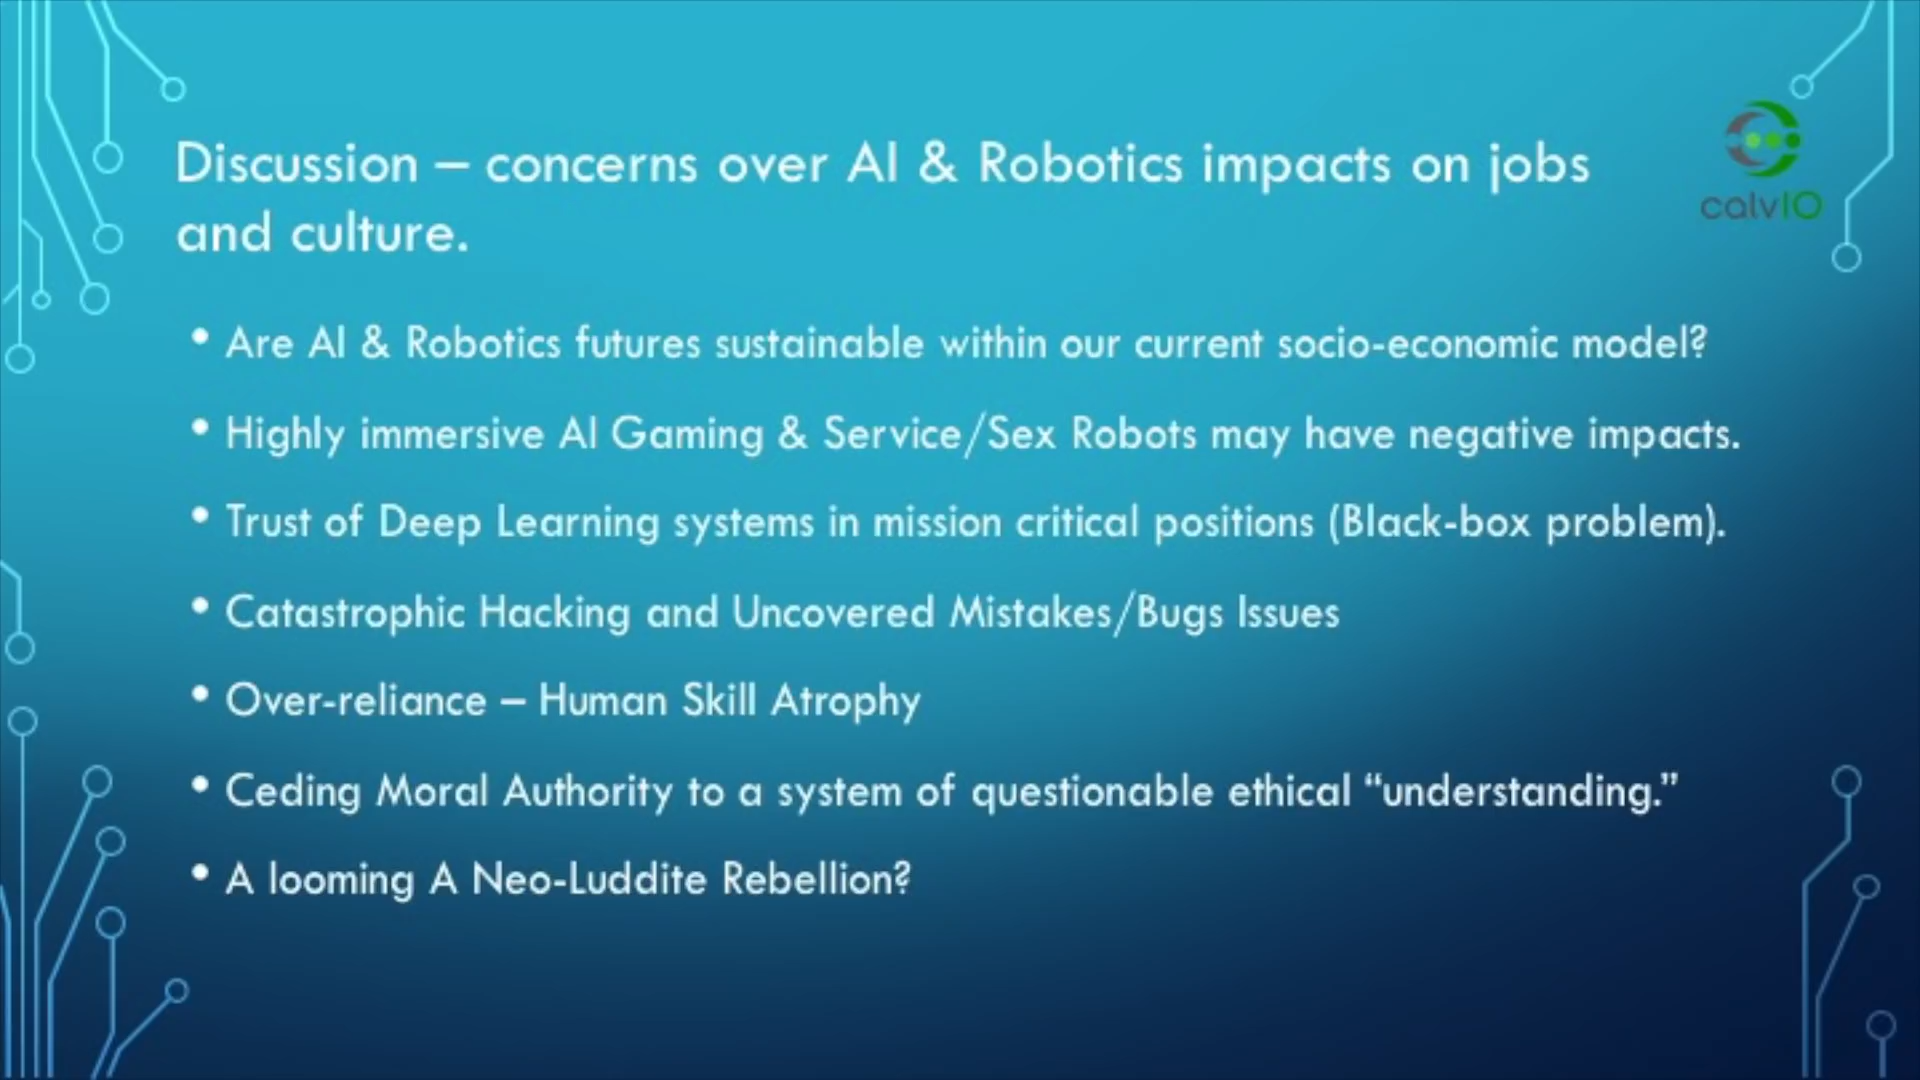 Discussion – concerns over AI & Robotics impacts on jobs
and culture.
calvIO
• Are AI & Robotics futures sustainable within our current socio-economic model?
• Highly immersive AI Gaming & Service/Sex Robots may have negative impacts.
• Trust of Deep Learning systems in mission critical positions (Black-box problem).
• Catastrophic Hacking and Uncovered Mistakes/Bugs Issues
• Over-reliance – Human Skill Atrophy
• Ceding Moral Authority to a system of questionable ethical “understanding.”
• A looming A Neo-Luddite Rebellion?